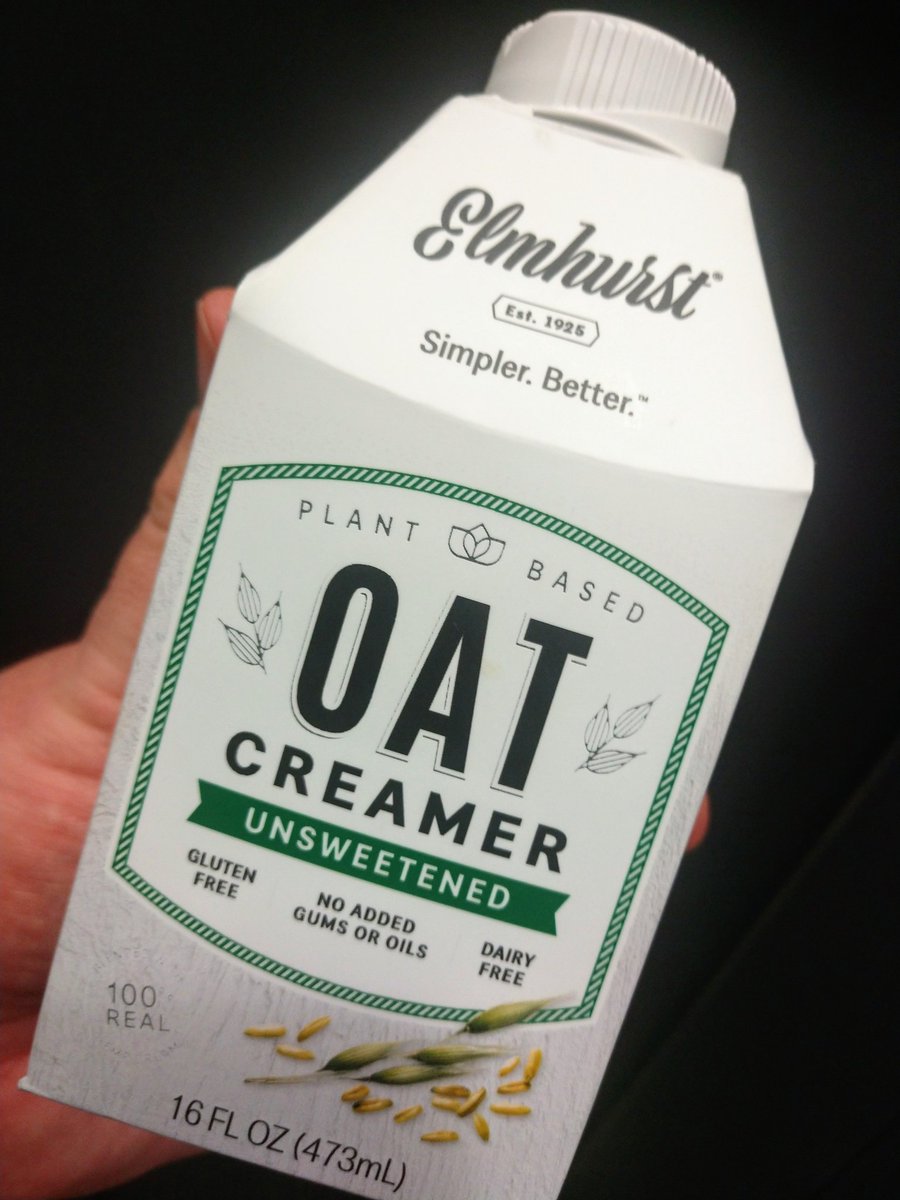 Elmhurst®
Est. 1925
Simpler. Better.™
PLANT BASED
OAT
CREAMER
UNSWEETENED
GLUTEN
FREE
NO ADDED
GUMS OR OILS
DAIRY
FREE
100
REAL
16 FL OZ (473mL)